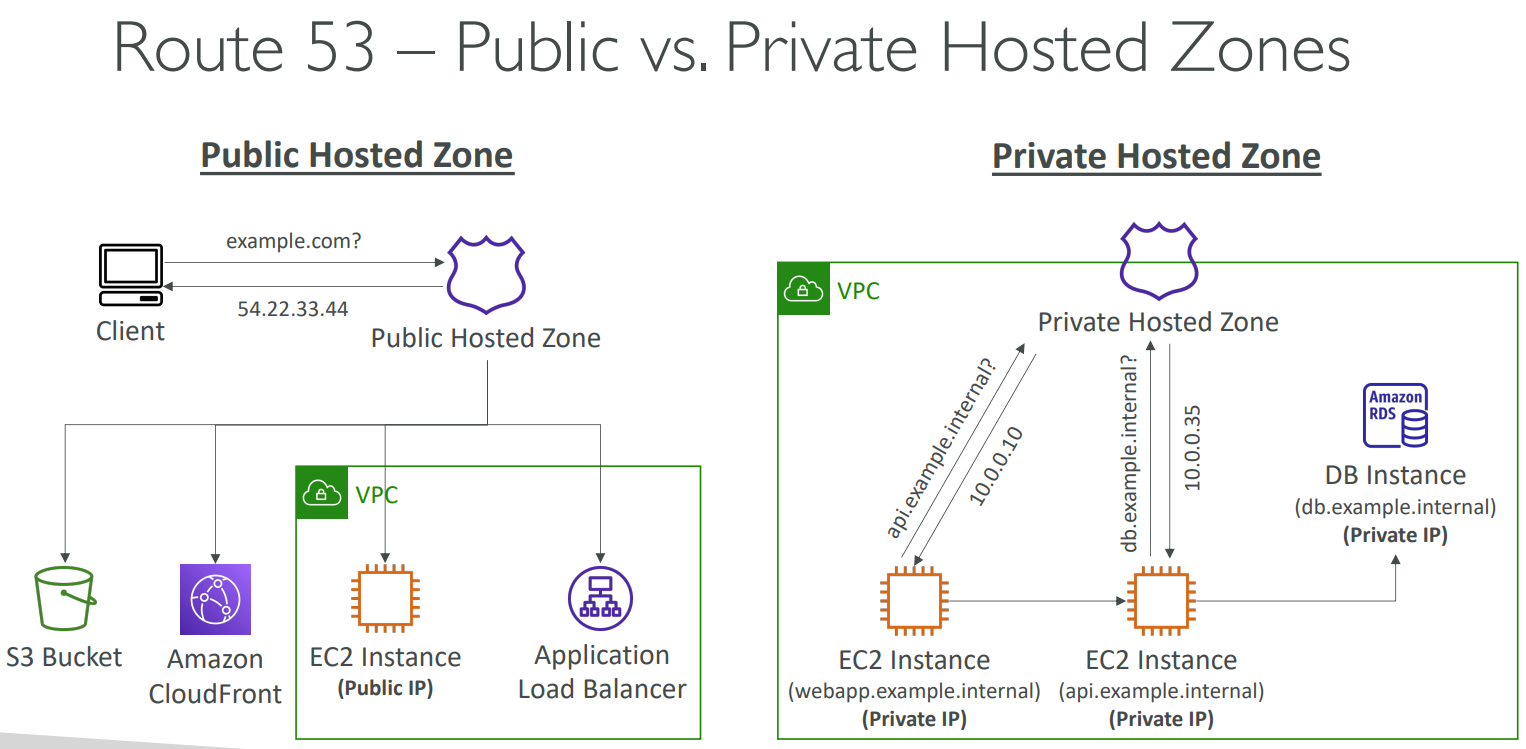 Route 53 – Public vs. Private Hosted Zones
Public Hosted Zone
example.com?
54.22.33.44
Client
Public Hosted Zone
VPC
S3 Bucket
Amazon
CloudFront
EC2 Instance
(Public IP)
Application
Load Balancer
Private Hosted Zone
VPC
Private Hosted Zone
api.example.internal?
10.0.0.10
db.example.internal?
10.0.0.35
Amazon
RDS
DB Instance
(db.example.internal)
(Private IP)
EC2 Instance
(webapp.example.internal)
(Private IP)
EC2 Instance
(api.example.internal)
(Private IP)